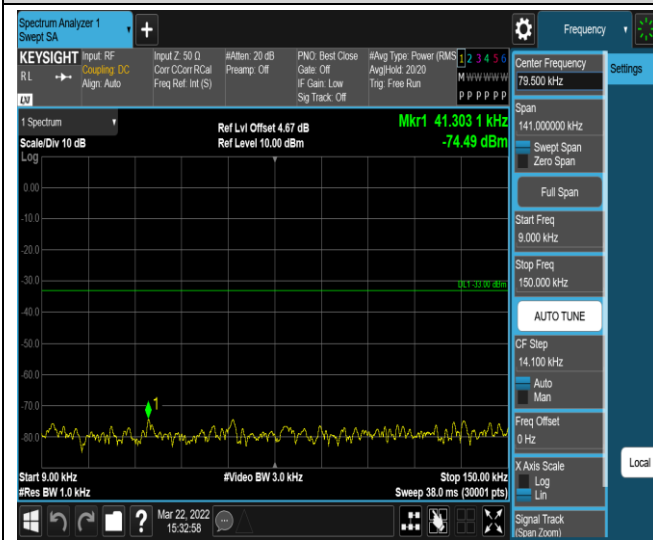 Spectrum Analyzer 1
Swept SA
+
Frequency
KEYSIGHT
RL
LXI
Input: RF
Coupling: DC
Align: Auto
Input Z: 50 Ω
Corr CCorr RCal
Freq Ref: Int (S)
#Atten: 20 dB
Preamp: Off
PNO: Best Close
Gate: Off
IF Gain: Low
Sig Track: Off
#Avg Type: Power (RMS
Avg|Hold: 20/20
Trig: Free Run
1 2 3 4 5 6
M W W W W W
P P P P P P
1 Spectrum
Scale/Div 10 dB
Log
Ref Lvl Offset 4.67 dB
Ref Level 10.00 dBm
Mkr1 41.303 1 kHz
-74.49 dBm
0.00
-10.0
-20.0
-30.0
DL1 -33.00 dBm
-40.0
-50.0
-60.0
-70.0
1
-80.0
Start 9.00 kHz
#Res BW 1.0 kHz
#Video BW 3.0 kHz
Stop 150.00 kHz
Sweep 38.0 ms (30001 pts)
?
Mar 22, 2022
15:32:58
Center Frequency
79.500 kHz
Span
141.000000 kHz
Swept Span
Zero Span
Full Span
Start Freq
9.000 kHz
Stop Freq
150.000 kHz
AUTO TUNE
CF Step
14.100 kHz
Auto
Man
Freq Offset
0 Hz
X Axis Scale
Log
Lin
Signal Track
(Span Zoom)
Settings
Local